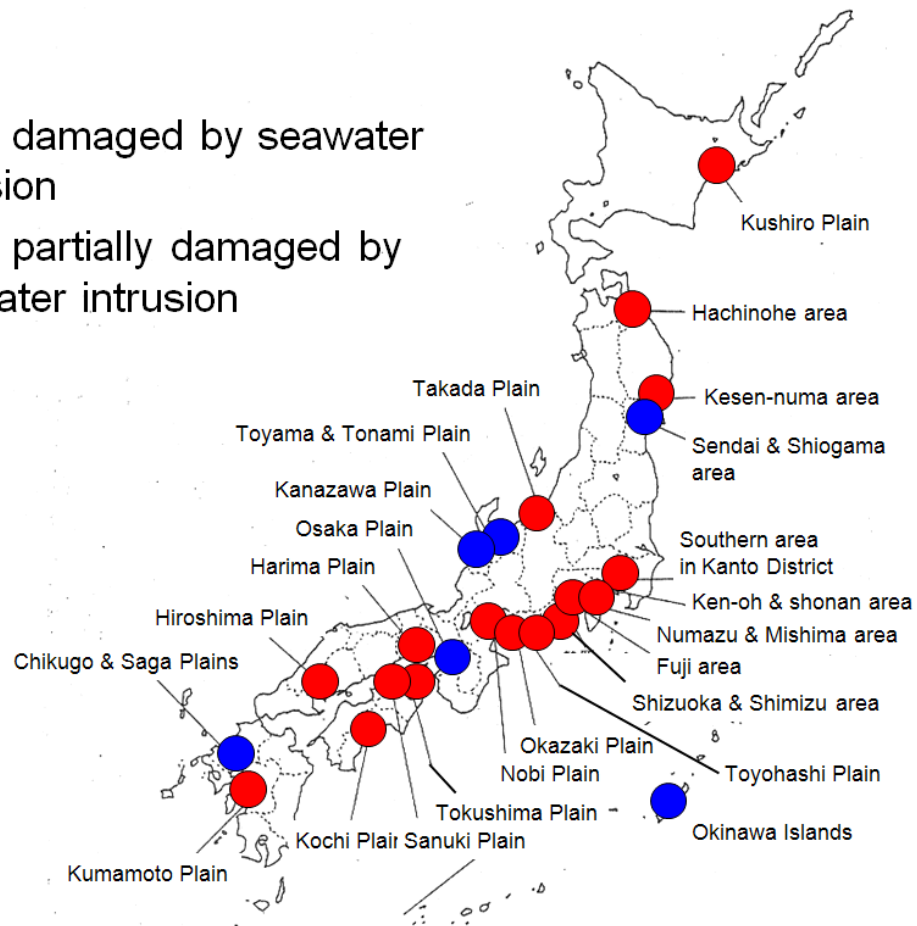 damaged by seawater
sion
partially damaged by
water intrusion
Kushiro Plain
Hachinohe area
Takada Plain
Kesen-numa area
Toyama & Tonami Plain
Sendai & Shiogama
area
Kanazawa Plain
Osaka Plain
Southern area
in Kanto District
Harima Plain
Ken-oh & shonan area
Hiroshima Plain
Numazu & Mishima area
Chikugo & Saga Plains
Fuji area
Shizuoka & Shimizu area
Okazaki Plain
Nobi Plain
Toyohashi Plain
Tokushima Plain
Okinawa Islands
Kochi Plain
Sanuki Plain
Kumamoto Plain